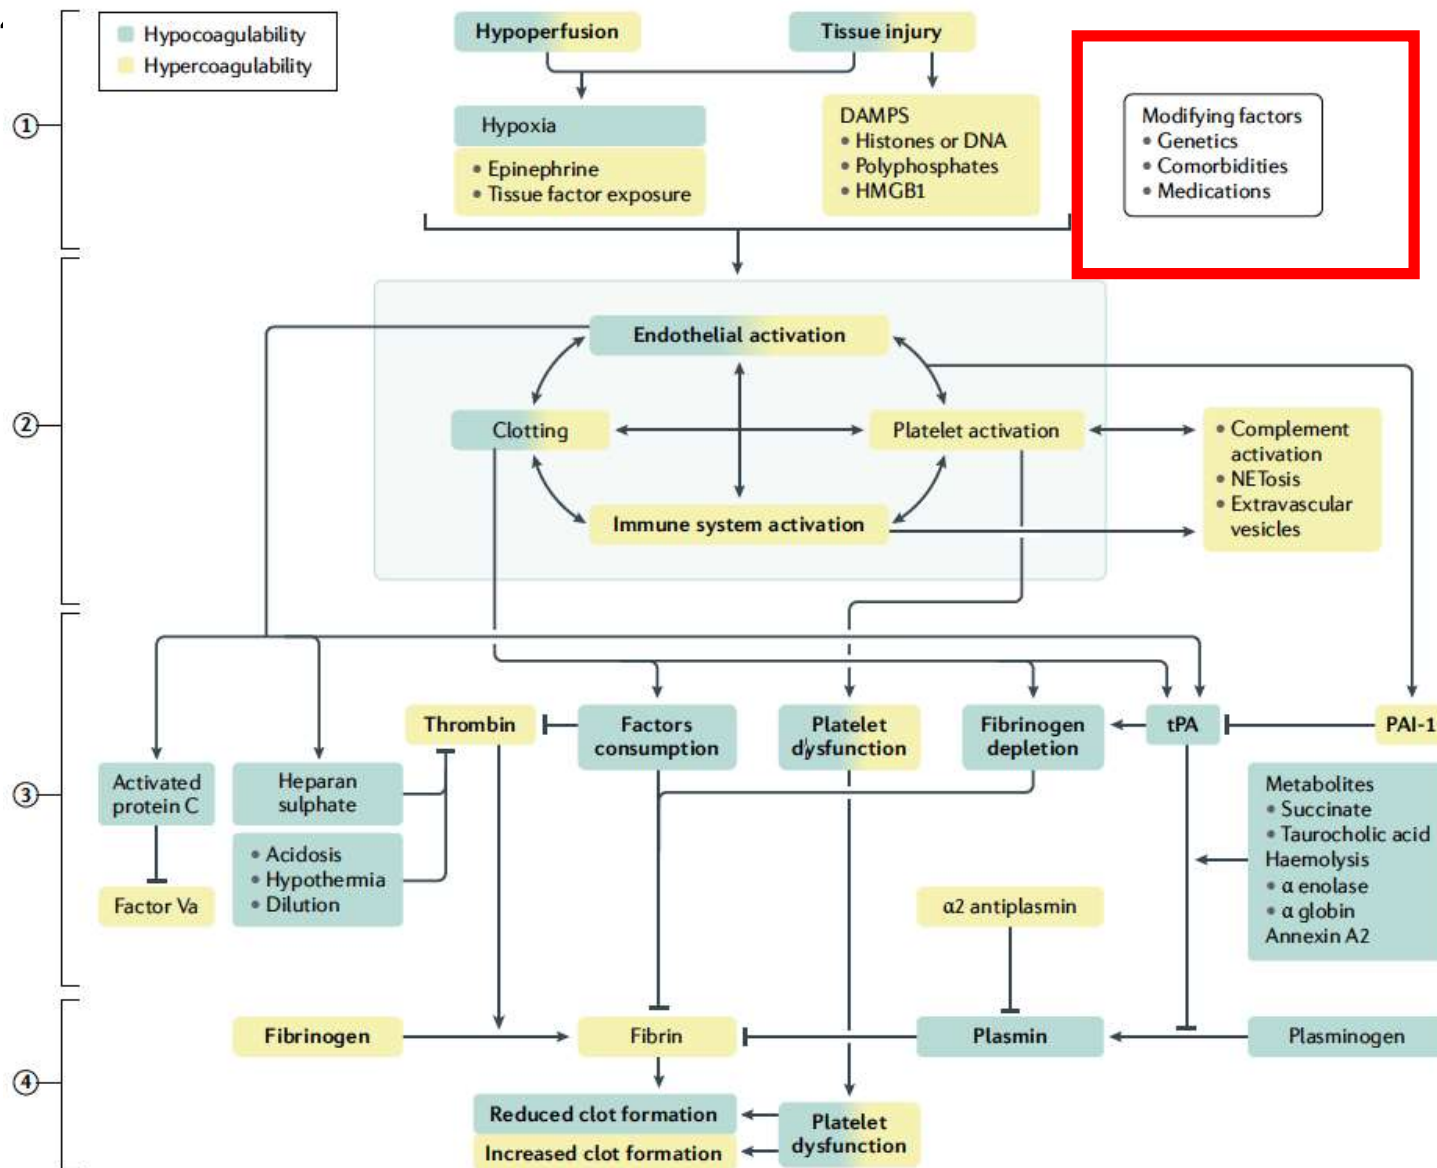 Hypocoagulability
Hypercoagulability
Hypoperfusion
Tissue injury
①
Hypoxia
• Epinephrine
• Tissue factor exposure
DAMPS
• Histones or DNA
• Polyphosphates
• HMGB1
Modifying factors
• Genetics
• Comorbidities
• Medications
②
Endothelial activation
Clotting
Platelet activation
Immune system activation
• Complement
activation
• NETosis
• Extravascular
vesicles
③
Thrombin
Factors
consumption
Platelet
dysfunction
Fibrinogen
depletion
tPA
PAI-1
Activated
protein C
Heparan
sulphate
• Acidosis
• Hypothermia
• Dilution
Factor Va
α2 antiplasmin
Metabolites
• Succinate
• Taurocholic acid
Haemolysis
• α enolase
• α globin
Annexin A2
④
Fibrinogen
Fibrin
Plasmin
Plasminogen
Reduced clot formation
Increased clot formation
Platelet
dysfunction